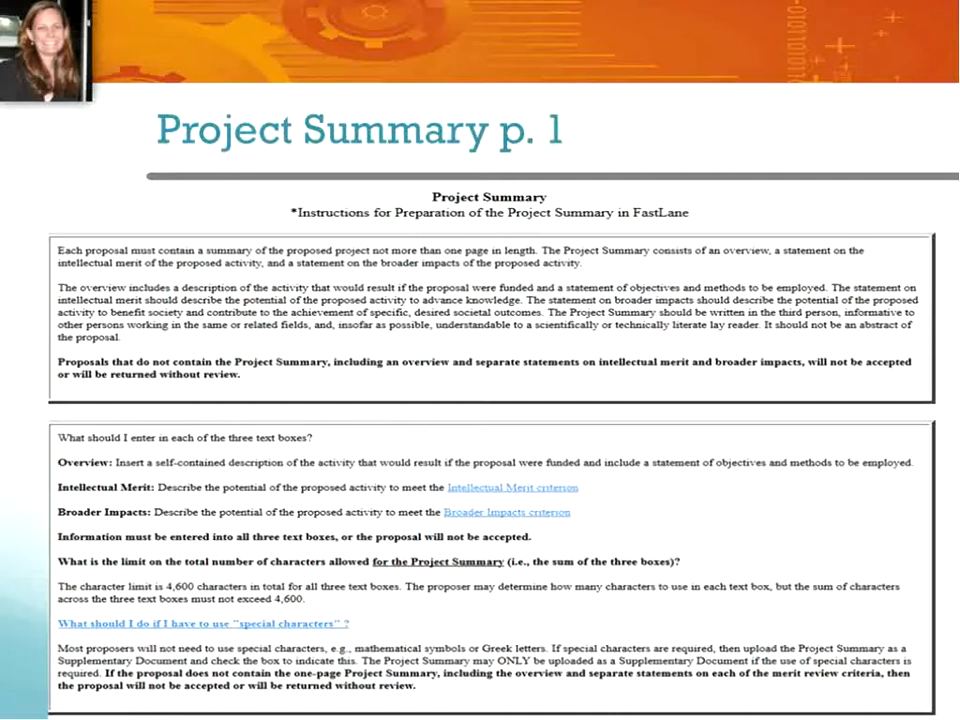 Project Summary p. 1
Project Summary
*Instructions for Preparation of the Project Summary in FastLane
Each proposal must contain a summary of the proposed project not more than one page in length. The Project Summary consists of an overview, a statement on the
intellectual merit of the proposed activity, and a statement on the broader impacts of the proposed activity.
The overview includes a description of the activity that would result if the proposal were funded and a statement of objectives and methods to be employed. The statement on
intellectual merit should describe the potential of the proposed activity to advance knowledge. The statement on broader impacts should describe the potential of the proposed
activity to benefit society and contribute to the achievement of specific, desired societal outcomes. The Project Summary should be written in the third person, informative to
other persons working in the same or related fields, and, insofar as possible, understandable to a scientifically or technically literate lay reader. It should not be an abstract of
the proposal.
Proposals that do not contain the Project Summary, including an overview and separate statements on intellectual merit and broader impacts, will not be accepted
or will be returned without review.
What should I enter in each of the three text boxes?
Overview: Insert a self-contained description of the activity that would result if the proposal were funded and include a statement of objectives and methods to be employed.
Intellectual Merit: Describe the potential of the proposed activity to meet the Intellectual Merit criterion
Broader Impacts: Describe the potential of the proposed activity to meet the Broader Impacts criterion
Information must be entered into all three text boxes, or the proposal will not be accepted.
What is the limit on the total number of characters allowed for the Project Summary (i.e., the sum of the three boxes)?
The character limit is 4,600 characters in total for all three text boxes. The proposer may determine how many characters to use in each text box, but the sum of characters
across the three text boxes must not exceed 4,600.
What should I do if I have to use "special characters" ?
Most proposers will not need to use special characters, e.g., mathematical symbols or Greek letters. If special characters are required, then upload the Project Summary as a
Supplementary Document and check the box to indicate this. The Project Summary may ONLY be uploaded as a Supplementary Document if the use of special characters is
required. If the proposal does not contain the one-page Project Summary, including the overview and separate statements on each of the merit review criteria, then
the proposal will not be accepted or will be returned without review.